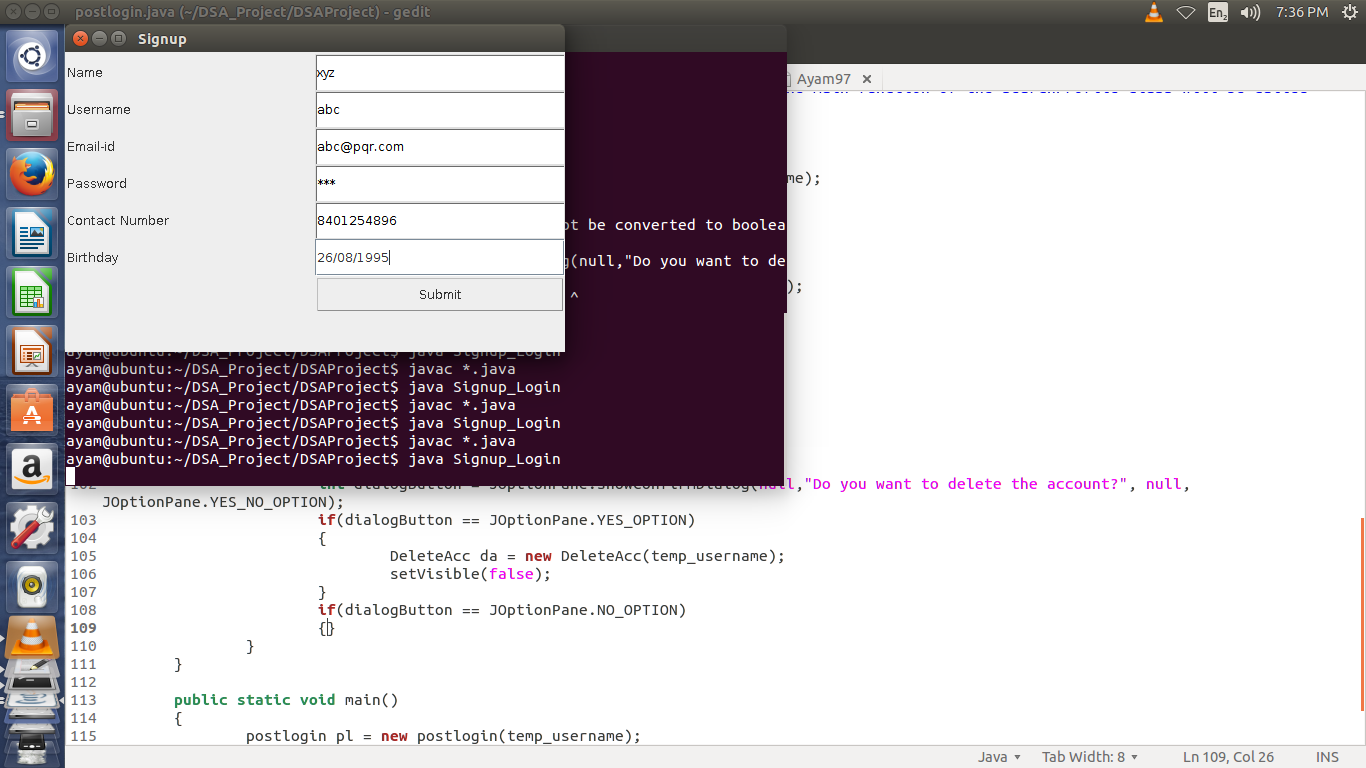 postlogin.java (~/DSA_Project/DSAProject) - gedit
En2
7:36 PM
Signup
Ayam97 ×
Name
xyz
Username
abc
Email-id
abc@pqr.com
me);
Password
***
Contact Number
8401254896
ot be converted to boolea
Birthday
26/08/1995
g(null,"Do you want to de
);
Submit
^
ayam@ubuntu:~/DSA_Project/DSAProject$ java Signup_Login
ayam@ubuntu:~/DSA_Project/DSAProject$ javac *.java
ayam@ubuntu:~/DSA_Project/DSAProject$ java Signup_Login
ayam@ubuntu:~/DSA_Project/DSAProject$ javac *.java
ayam@ubuntu:~/DSA_Project/DSAProject$ java Signup_Login
ayam@ubuntu:~/DSA_Project/DSAProject$ javac *.java
ayam@ubuntu:~/DSA_Project/DSAProject$ java Signup_Login
102 int dialogButton = JOptionPane.showConfirmDialog(null,"Do you want to delete the account?", null,
JOptionPane.YES_NO_OPTION);
103 if(dialogButton == JOptionPane.YES_OPTION)
104 {
105 DeleteAcc da = new DeleteAcc(temp_username);
106 setVisible(false);
107 }
108 if(dialogButton == JOptionPane.NO_OPTION)
109 {}
110 }
111 }
112
113 public static void main()
114 {
115 postlogin pl = new postlogin(temp_username);
Java
Tab Width: 8
Ln 109, Col 26
INS